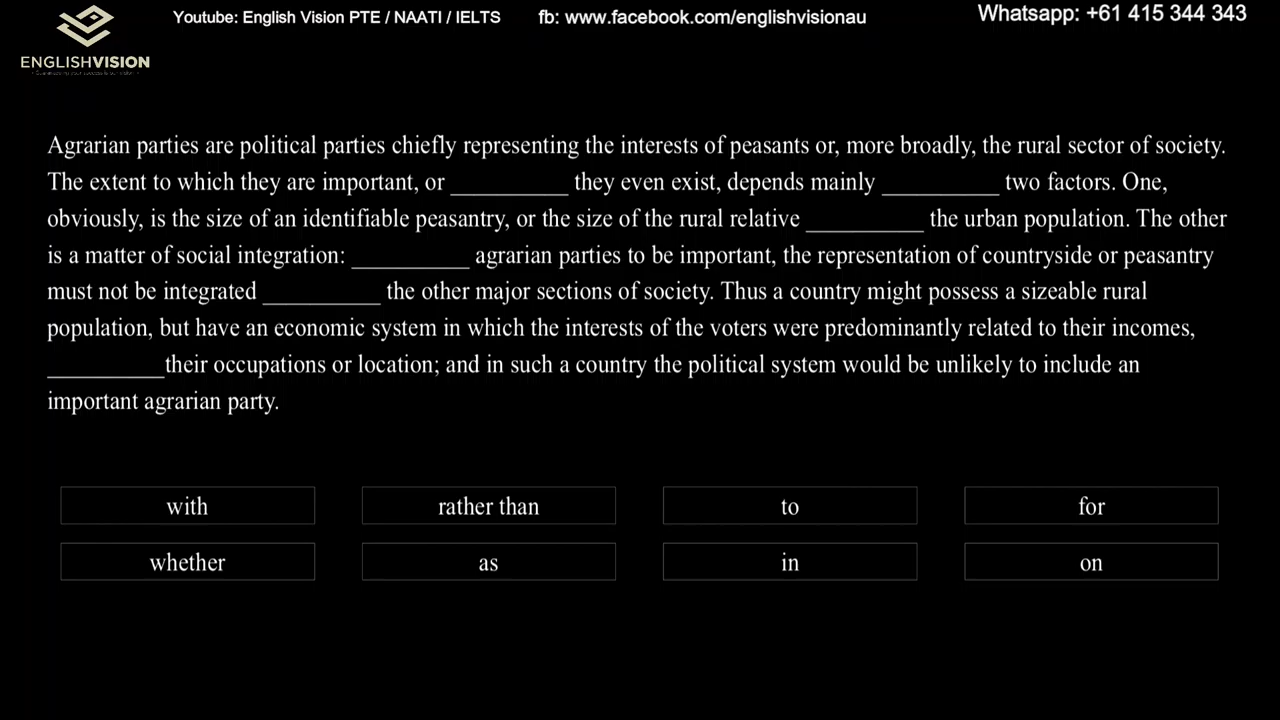 Youtube: English Vision PTE / NAATI / IELTS fb: www.facebook.com/englishvisionau Whatsapp: +61 415 344 343
ENGLISHVISION
Agrarian parties are political parties chiefly representing the interests of peasants or, more broadly, the rural sector of society.
The extent to which they are important, or __________ they even exist, depends mainly __________ two factors. One,
obviously, is the size of an identifiable peasantry, or the size of the rural relative __________ the urban population. The other
is a matter of social integration: __________ agrarian parties to be important, the representation of countryside or peasantry
must not be integrated __________ the other major sections of society. Thus a country might possess a sizeable rural
population, but have an economic system in which the interests of the voters were predominantly related to their incomes,
__________their occupations or location; and in such a country the political system would be unlikely to include an
important agrarian party.
with rather than to for
whether as in on